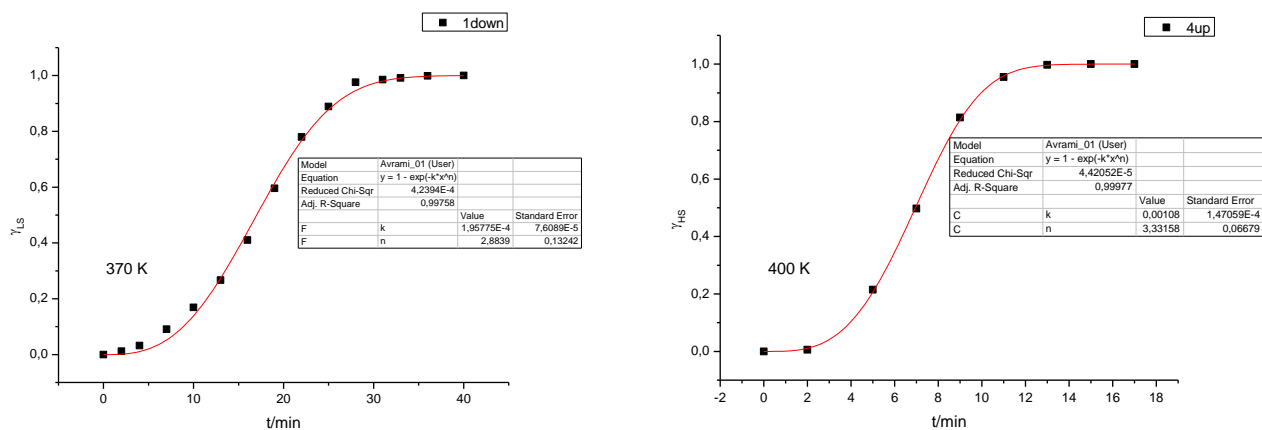 1down
1,0
0,8
0,6
0,4
0,2
0,0
γLS
370 K
Model Avrami_01 (User)
Equation y = 1 - exp(-k*x^n)
Reduced Chi-Sqr 4,2394E-4
Adj. R-Square 0,99758
Value Standard Error
F k 1,95775E-4 7,6089E-5
F n 2,8839 0,13242
0 10 20 30 40
t/min
4up
1,0
0,8
0,6
0,4
0,2
0,0
γHS
400 K
Model Avrami_01 (User)
Equation y = 1 - exp(-k*x^n)
Reduced Chi-Sqr 4,42052E-5
Adj. R-Square 0,99977
Value Standard Error
C k 0,00108 1,47059E-4
C n 3,33158 0,06679
-2 0 2 4 6 8 10 12 14 16 18
t/min